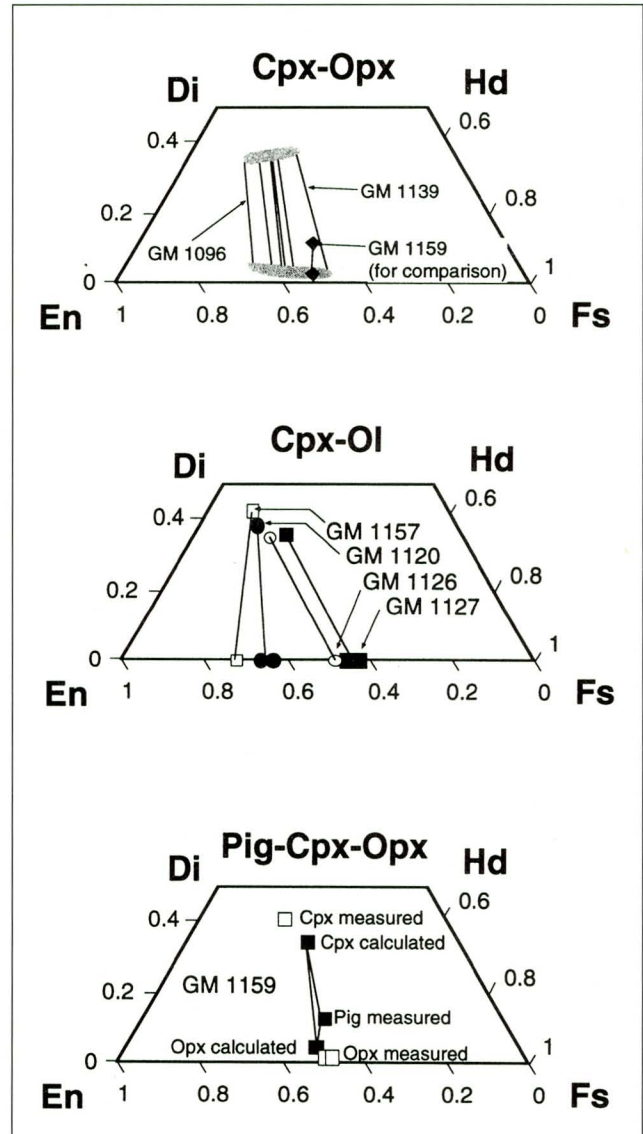 Cpx-Opx
Di
Hd
0.4
0.6
0.2
0.8
GM 1139
GM 1096
GM 1159
(for comparison)
0
1
En
1
0.8
0.6
0.4
0.2
0
Fs
Cpx-Ol
Di
Hd
0.4
0.6
GM 1157
GM 1120
0.2
0.8
GM 1126
GM 1127
0
1
En
1
0.8
0.6
0.4
0.2
0
Fs
Pig-Cpx-Opx
Di
Hd
0.4
Cpx measured
0.6
Cpx calculated
0.2
GM 1159
0.8
Pig measured
Opx calculated
Opx measured
0
1
En
1
0.8
0.6
0.4
0.2
0
Fs